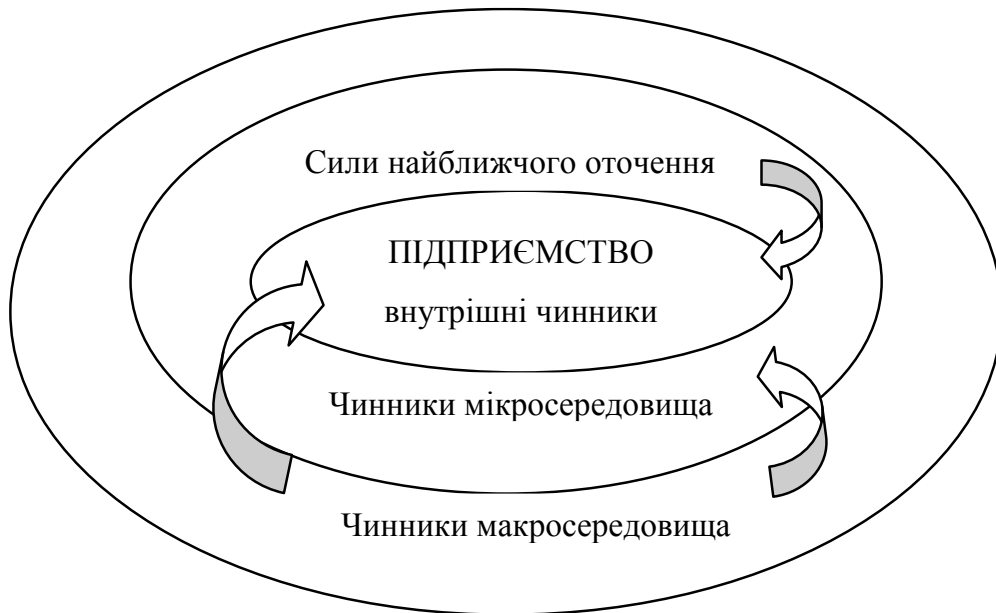 Сили найближчого оточення
ПІДПРИЄМСТВО
внутрішні чинники
Чинники мікросередовища
Чинники макросередовища